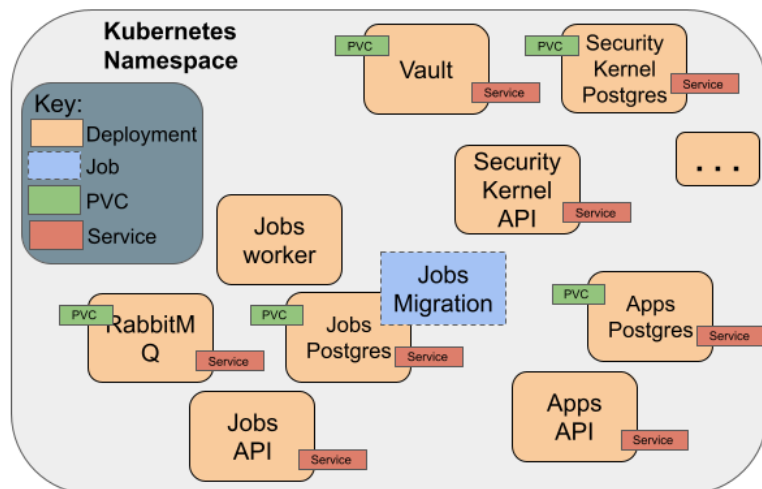 Kubernetes
Namespace
Key:
Deployment
Job
PVC
Service
PVC
Vault
Service
PVC
Security
Kernel
Postgres
Service
. . .
Security
Kernel
API
Service
Jobs
worker
Jobs
Migration
PVC
RabbitM
Q
Service
PVC
Jobs
Postgres
Service
PVC
Apps
Postgres
Service
Jobs
API
Service
Apps
API
Service